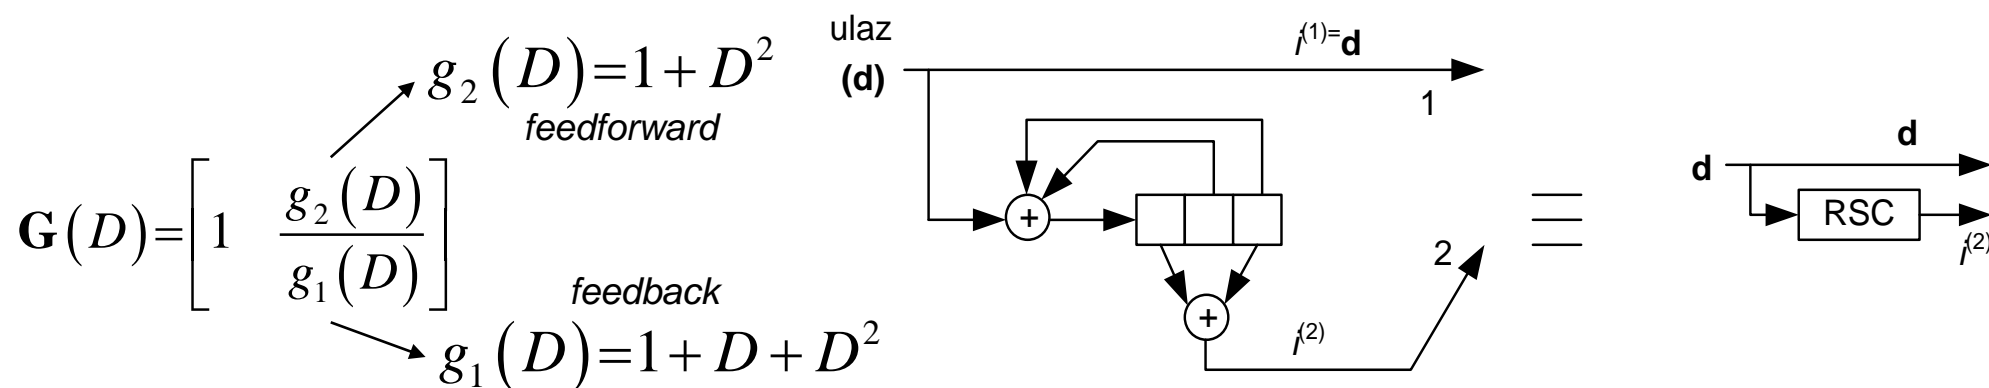 g₂(D)=1+D²
feedforward
G(D)=[1 g₂(D)/g₁(D)]
feedback
g₁(D)=1+D+D²
ulaz
(d)
i⁽¹⁾=d
1
+
2
+
i⁽²⁾
d
d
RSC
i⁽²⁾